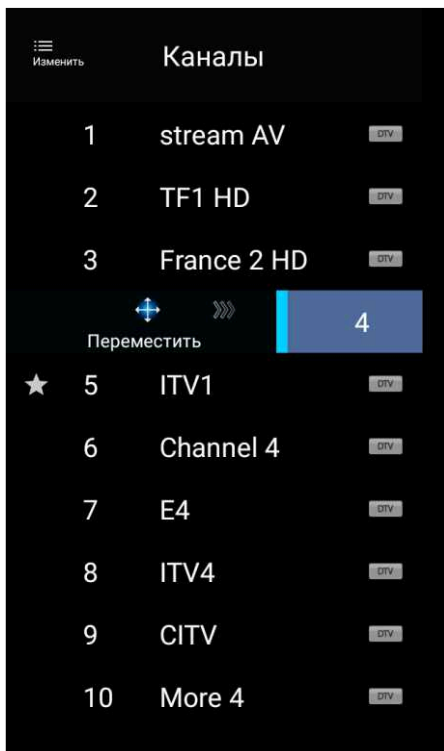 Изменить
Каналы
1 stream AV DTV
2 TF1 HD DTV
3 France 2 HD DTV
Переместить 4
5 ITV1 DTV
6 Channel 4 DTV
7 E4 DTV
8 ITV4 DTV
9 CITV DTV
10 More 4 DTV